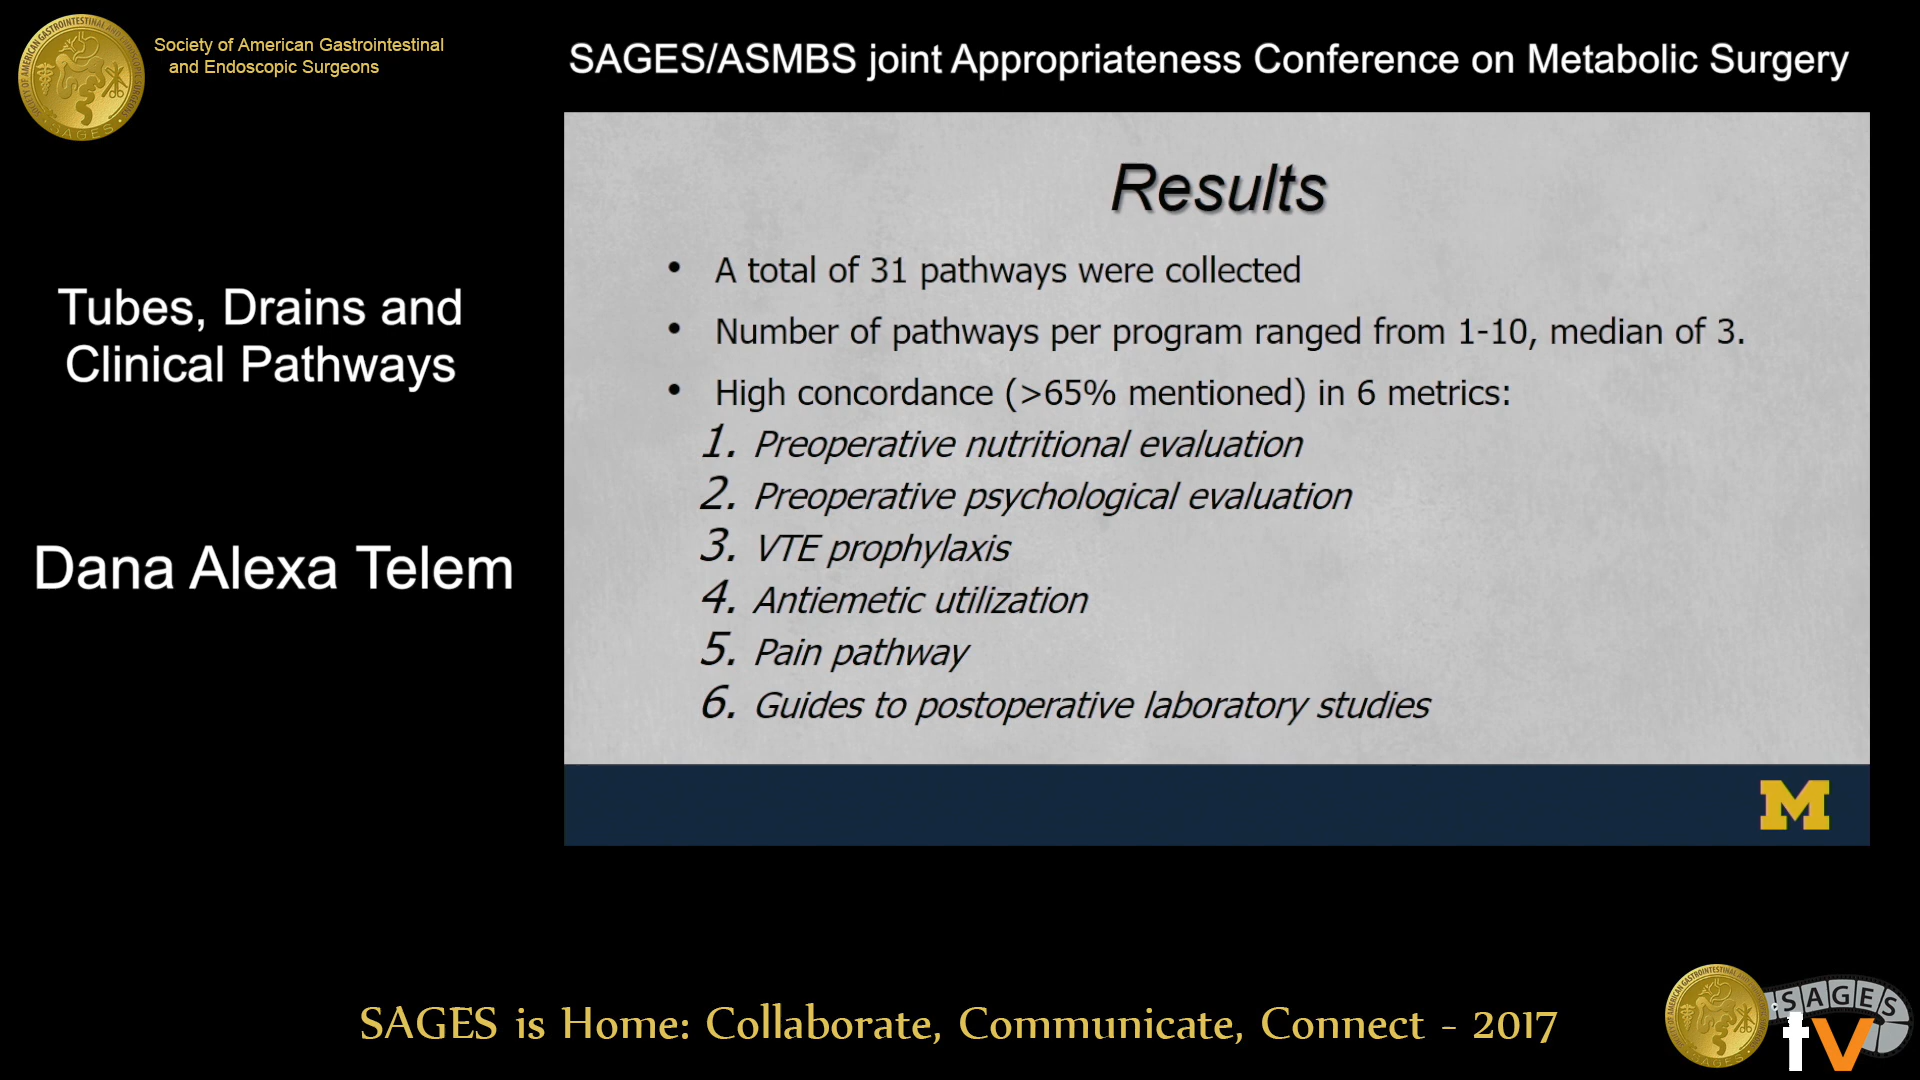 Society of American Gastrointestinal
and Endoscopic Surgeons
SAGES/ASMBS joint Appropriateness Conference on Metabolic Surgery
Tubes, Drains and
Clinical Pathways
Dana Alexa Telem
Results
• A total of 31 pathways were collected
• Number of pathways per program ranged from 1-10, median of 3.
• High concordance (>65% mentioned) in 6 metrics:
1. Preoperative nutritional evaluation
2. Preoperative psychological evaluation
3. VTE prophylaxis
4. Antiemetic utilization
5. Pain pathway
6. Guides to postoperative laboratory studies
M
SAGES is Home: Collaborate, Communicate, Connect - 2017
SAGES
tv